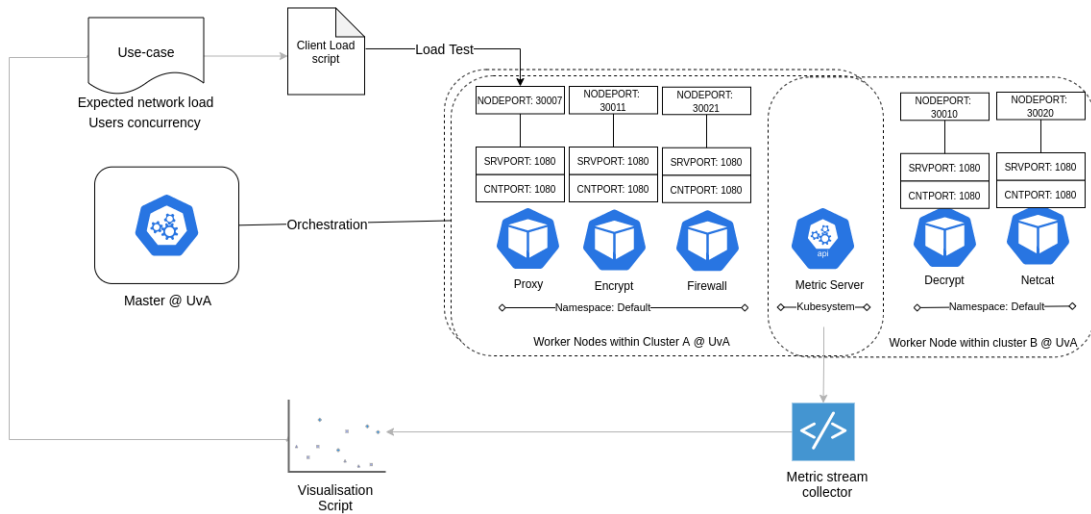 Use-case
Expected network load
Users concurrency
Client Load
script
Load Test
NODEPORT: 30007
NODEPORT:
30011
NODEPORT:
30021
NODEPORT:
30010
NODEPORT:
30020
SRVPORT: 1080
CNTPORT: 1080
SRVPORT: 1080
CNTPORT: 1080
SRVPORT: 1080
CNTPORT: 1080
SRVPORT: 1080
CNTPORT: 1080
SRVPORT: 1080
CNTPORT: 1080
Master @ UvA
Orchestration
Proxy
Encrypt
Firewall
api
Metric Server
Decrypt
Netcat
Namespace: Default
Kubesystem
Namespace: Default
Worker Nodes within Cluster A @ UvA
Worker Node within cluster B @ UvA
</>
Metric stream
collector
Visualisation
Script